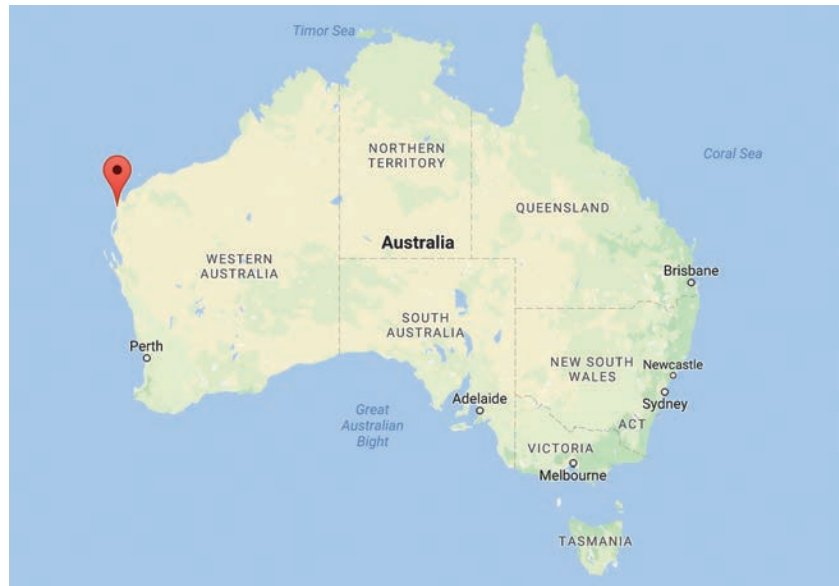 Timor Sea
NORTHERN
TERRITORY
Coral Sea
QUEENSLAND
Australia
WESTERN
AUSTRALIA
Brisbane
SOUTH
AUSTRALIA
Perth
NEW SOUTH
WALES
Newcastle
Adelaide
Sydney
Great
Australian
Bight
ACT
VICTORIA
Melbourne
TASMANIA